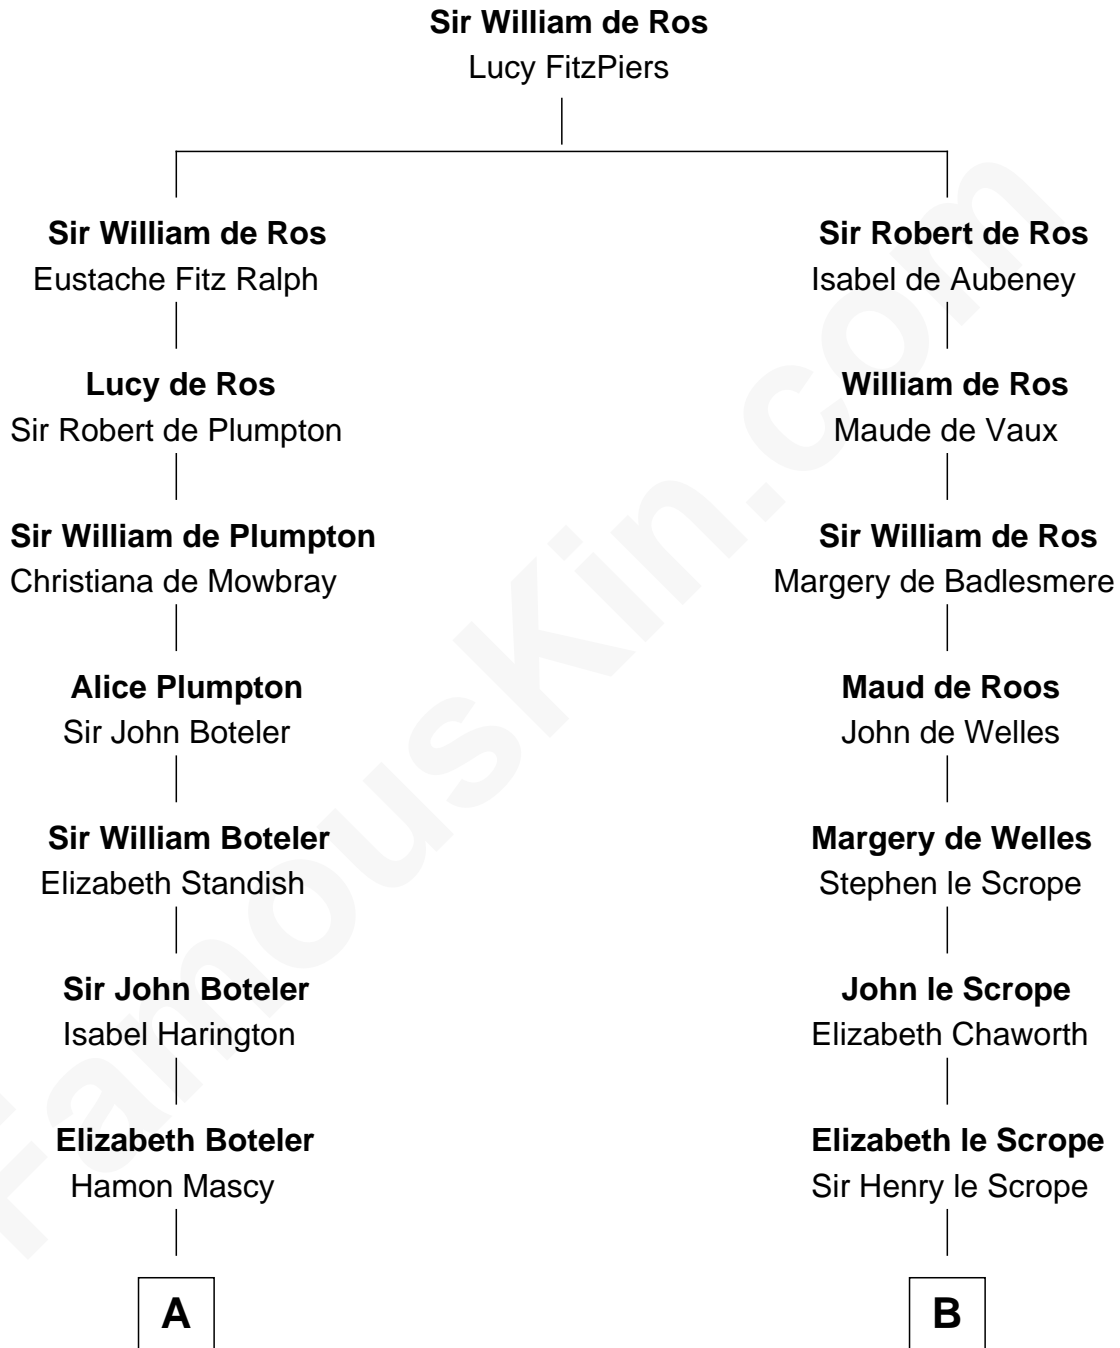 Sir William de Ros
Lucy FitzPiers
Sir William de Ros
Eustache Fitz Ralph
Lucy de Ros
Sir Robert de Plumpton
Sir William de Plumpton
Christiana de Mowbray
Alice Plumpton
Sir John Boteler
Sir William Boteler
Elizabeth Standish
Sir John Boteler
Isabel Harington
Elizabeth Boteler
Hamon Mascy
A
Sir Robert de Ros
Isabel de Aubeney
William de Ros
Maude de Vaux
Sir William de Ros
Margery de Badlesmere
Maud de Roos
John de Welles
Margery de Welles
Stephen le Scrope
John le Scrope
Elizabeth Chaworth
Elizabeth le Scrope
Sir Henry le Scrope
B
FamousKin.com